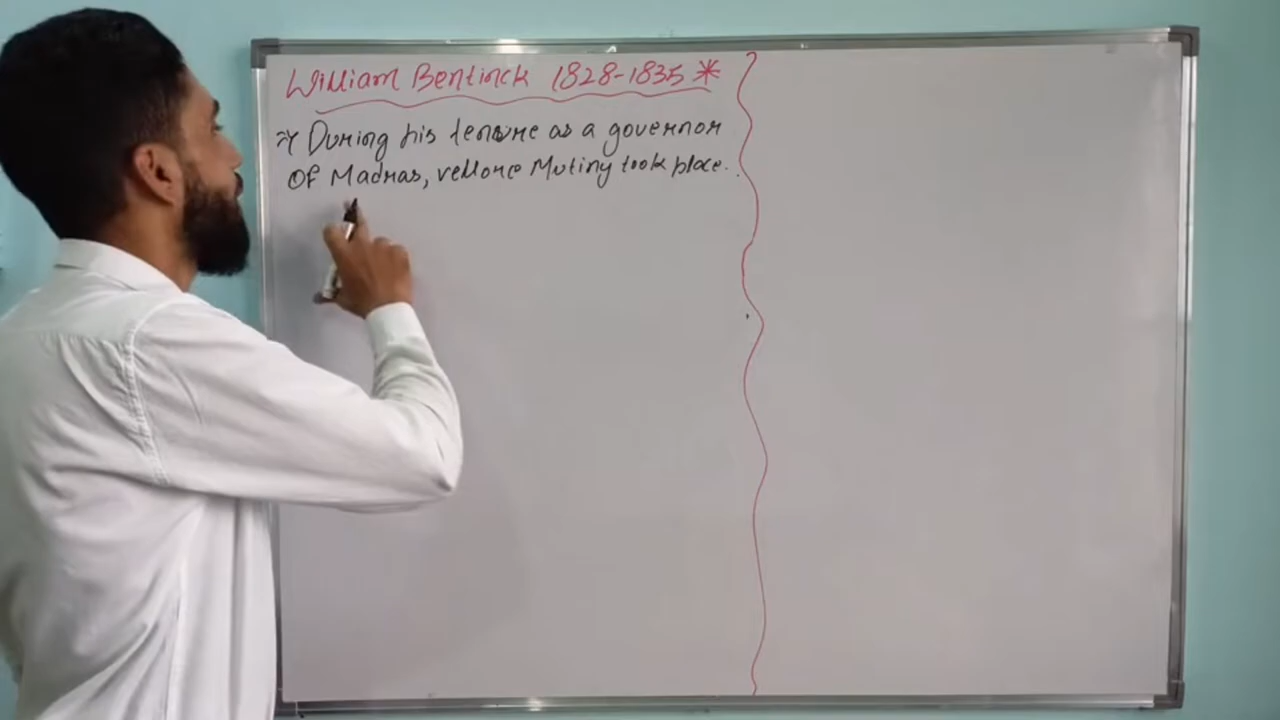 William Bentinck 1828-1835 *
→ During his tenure as a governor
Of Madras, vellore Mutiny took place.